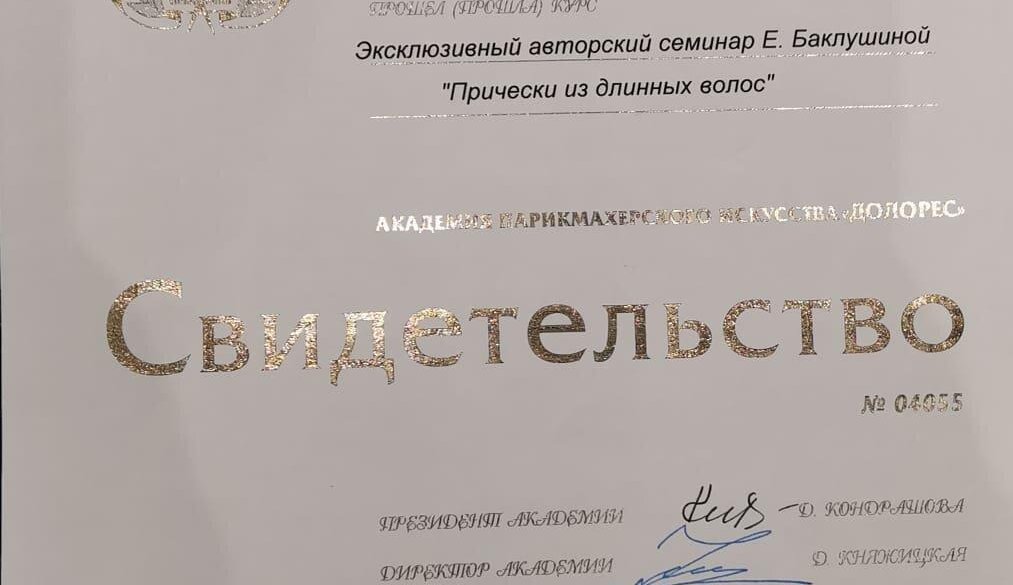 ПРОШЕЛ (ПРОШЛА) КУРС
Эксклюзивный авторский семинар Е. Баклушиной
"Прически из длинных волос"
АКАДЕМИЯ ПАРИКМАХЕРСКОГО ИСКУССТВА «ДОЛОРЕС»
Свидетельство
№ 04055
ПРЕЗИДЕНТ АКАДЕМИИ Д. КОНДРАШОВА
ДИРЕКТОР АКАДЕМИИ Д. КНЯЖИЦКАЯ